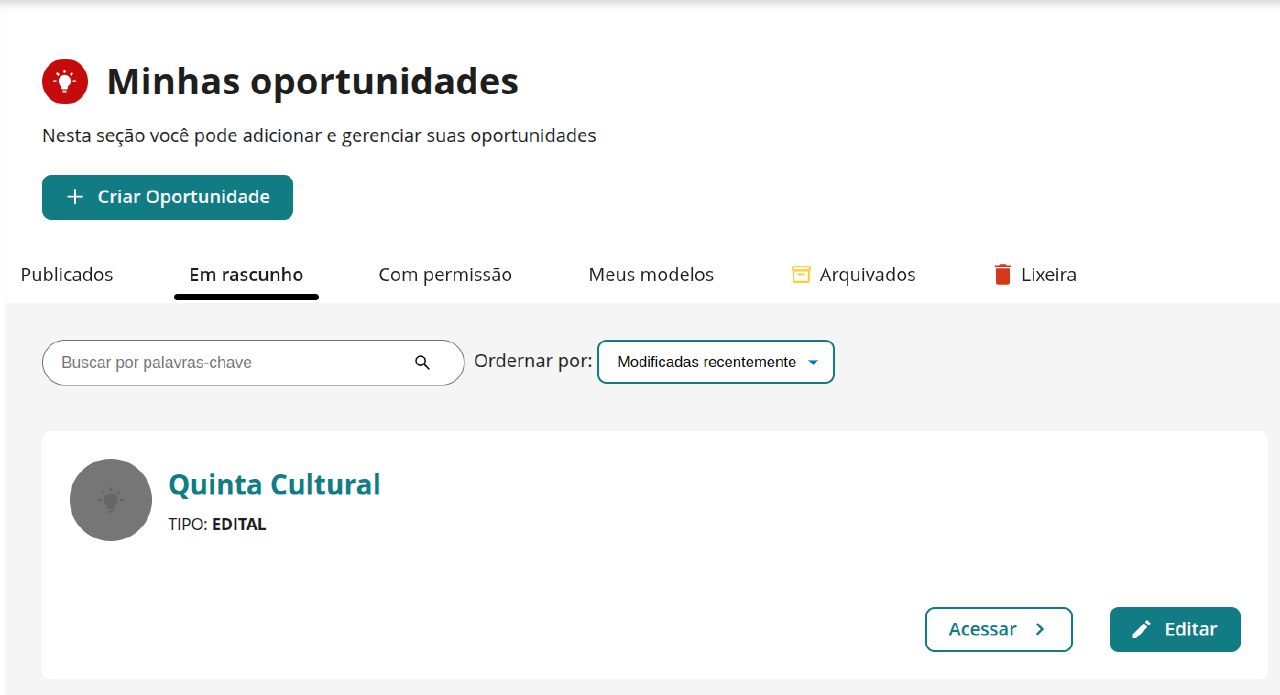 Minhas oportunidades
Nesta seção você pode adicionar e gerenciar suas oportunidades
Criar Oportunidade
Publicados Em rascunho Com permissão Meus modelos Arquivados Lixeira
Buscar por palavras-chave Ordernar por: Modificadas recentemente
Quinta Cultural
TIPO: EDITAL
Acessar Editar